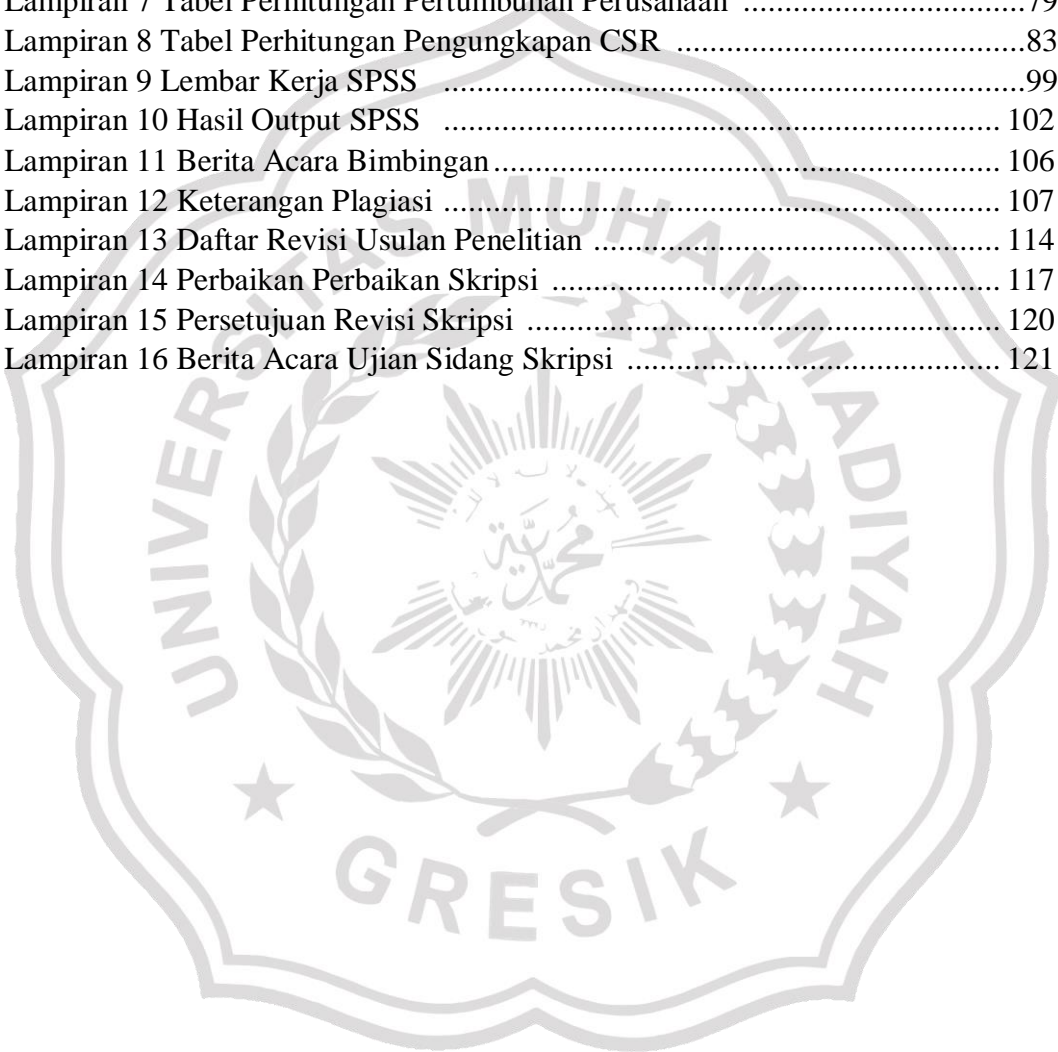 Lampiran 7 Tabel Perhitungan Pertumbuhan Perusahaan ................................79
Lampiran 8 Tabel Perhitungan Pengungkapan CSR ........................................83
Lampiran 9 Lembar Kerja SPSS ................................................................99
Lampiran 10 Hasil Output SPSS ................................................................ 102
Lampiran 11 Berita Acara Bimbingan .......................................................... 106
Lampiran 12 Keterangan Plagiasi ................................................................ 107
Lampiran 13 Daftar Revisi Usulan Penelitian ............................................... 114
Lampiran 14 Perbaikan Perbaikan Skripsi .................................................... 117
Lampiran 15 Persetujuan Revisi Skripsi ....................................................... 120
Lampiran 16 Berita Acara Ujian Sidang Skripsi ........................................... 121
UNIVERSITAS MUHAMMADIYAH
GRESIK